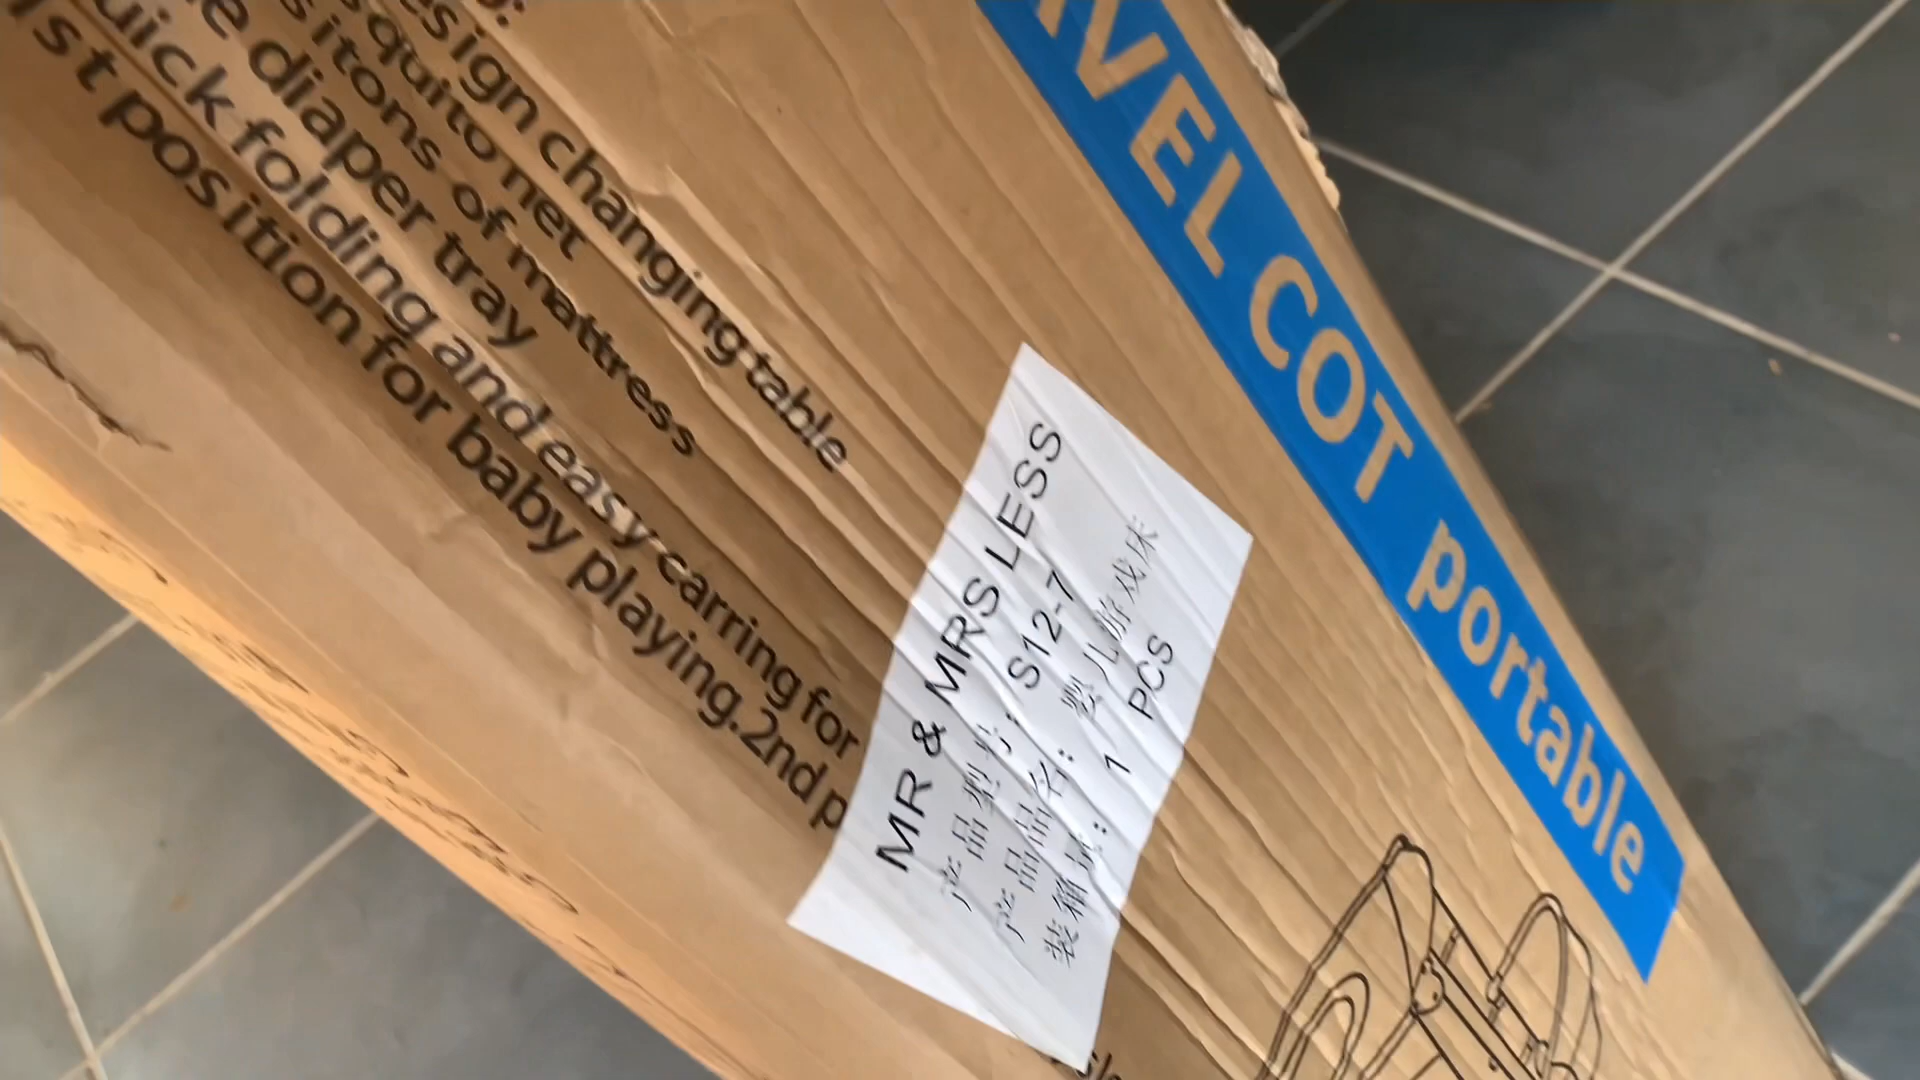 VEL COT portable
esign changing table
squito net
s itons of mattress
e diaper tray
uick folding and easy carring for
1st position for baby playing.2nd p
MR & MRS LESS
产品型号: S12-7
产品品名: 婴儿游戏床
装箱数: 1 PCS